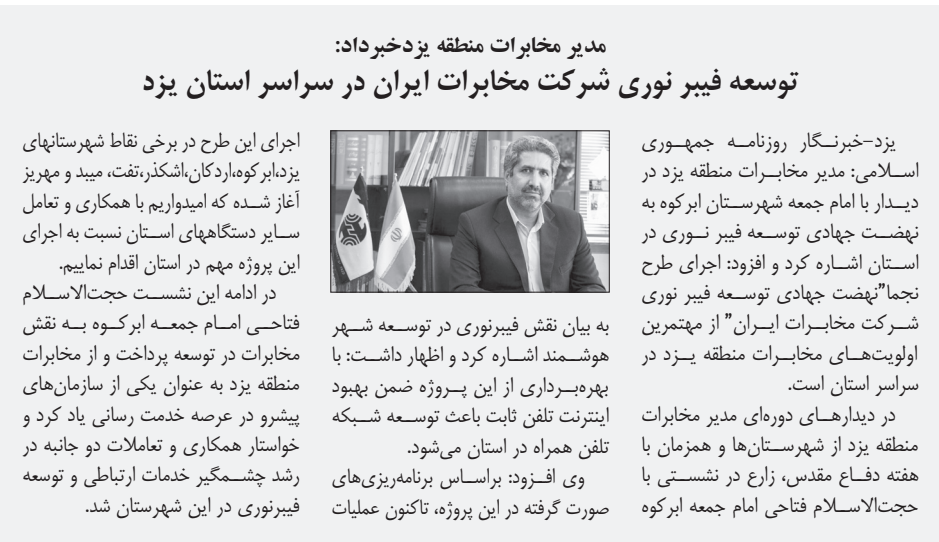 مدیر مخابرات منطقه یزدخبرداد:
توسعه فیبر نوری شرکت مخابرات ایران در سراسر استان یزد
یزد-خبرنگار روزنامه جمهوری
اسلامی: مدیر مخابرات منطقه یزد در
دیدار با امام جمعه شهرستان ابرکوه به
نهضت جهادی توسعه فیبر نوری در
استان اشاره کرد و افزود: اجرای طرح
نجما"نهضت جهادی توسعه فیبر نوری
شرکت مخابرات ایران" از مهمترین
اولویت‌های مخابرات منطقه یزد در
سراسر استان است.
در دیدارهای دوره‌ای مدیر مخابرات
منطقه یزد از شهرستان‌ها و همزمان با
هفته دفاع مقدس، زارع در نشستی با
حجت‌الاسلام فتاحی امام جمعه ابرکوه
به بیان نقش فیبرنوری در توسعه شهر
هوشمند اشاره کرد و اظهار داشت: با
بهره‌برداری از این پروژه ضمن بهبود
اینترنت تلفن ثابت باعث توسعه شبکه
تلفن همراه در استان می‌شود.
وی افزود: براساس برنامه‌ریزی‌های
صورت گرفته در این پروژه، تاکنون عملیات
اجرای این طرح در برخی نقاط شهرستانهای
یزد،ابرکوه،اردکان،اشکذر،تفت، میبد و مهریز
آغاز شده که امیدواریم با همکاری و تعامل
سایر دستگاههای استان نسبت به اجرای
این پروژه مهم در استان اقدام نماییم.
در ادامه این نشست حجت‌الاسلام
فتاحی امام جمعه ابرکوه به نقش
مخابرات در توسعه پرداخت و از مخابرات
منطقه یزد به عنوان یکی از سازمان‌های
پیشرو در عرصه خدمت رسانی یاد کرد و
خواستار همکاری و تعاملات دو جانبه در
رشد چشمگیر خدمات ارتباطی و توسعه
فیبرنوری در این شهرستان شد.